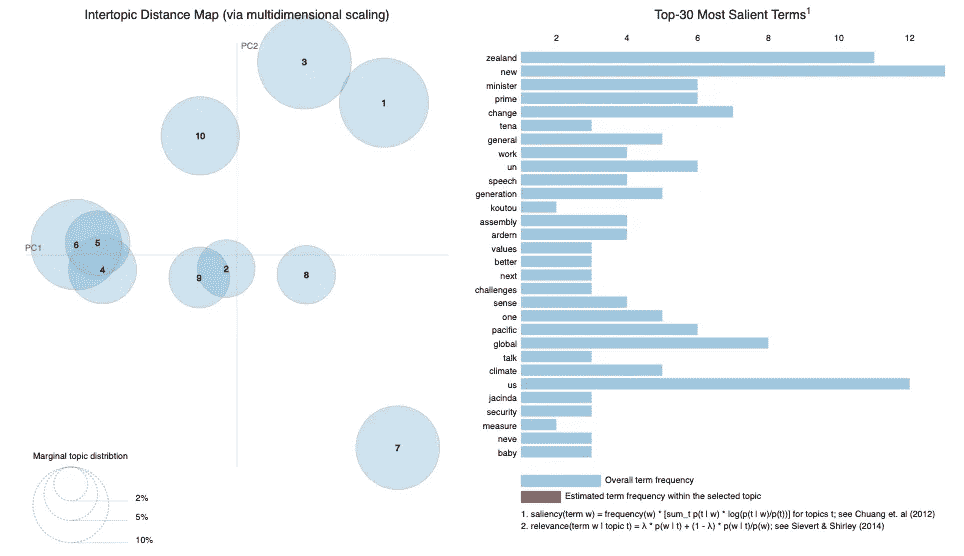 Intertopic Distance Map (via multidimensional scaling)
PC2
3
1
10
6
5
PC1
4
9
2
8
7
Marginal topic distribtion
2%
5%
10%
Top-30 Most Salient Terms1
2 4 6 8 10 12
zealand
new
minister
prime
change
tena
general
work
un
speech
generation
koutou
assembly
ardern
values
better
next
challenges
sense
one
pacific
global
talk
climate
us
jacinda
security
measure
neve
baby
Overall term frequency
Estimated term frequency within the selected topic
1. saliency(term w) = frequency(w) * [sum_t p(t | w) * log(p(t | w)/p(t))] for topics t; see Chuang et. al (2012)
2. relevance(term w | topic t) = λ * p(w | t) + (1 - λ) * p(w | t)/p(w); see Sievert & Shirley (2014)